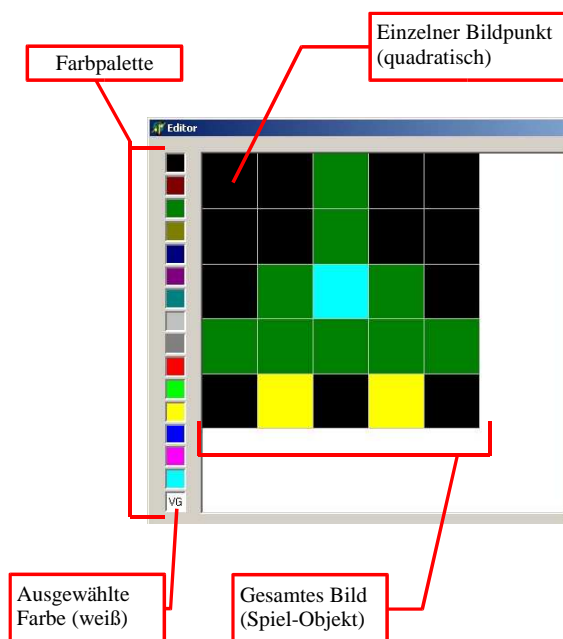 Einzelner Bildpunkt
(quadratisch)
Farbpalette
Editor
VG
Ausgewählte
Farbe (weiß)
Gesamtes Bild
(Spiel-Objekt)